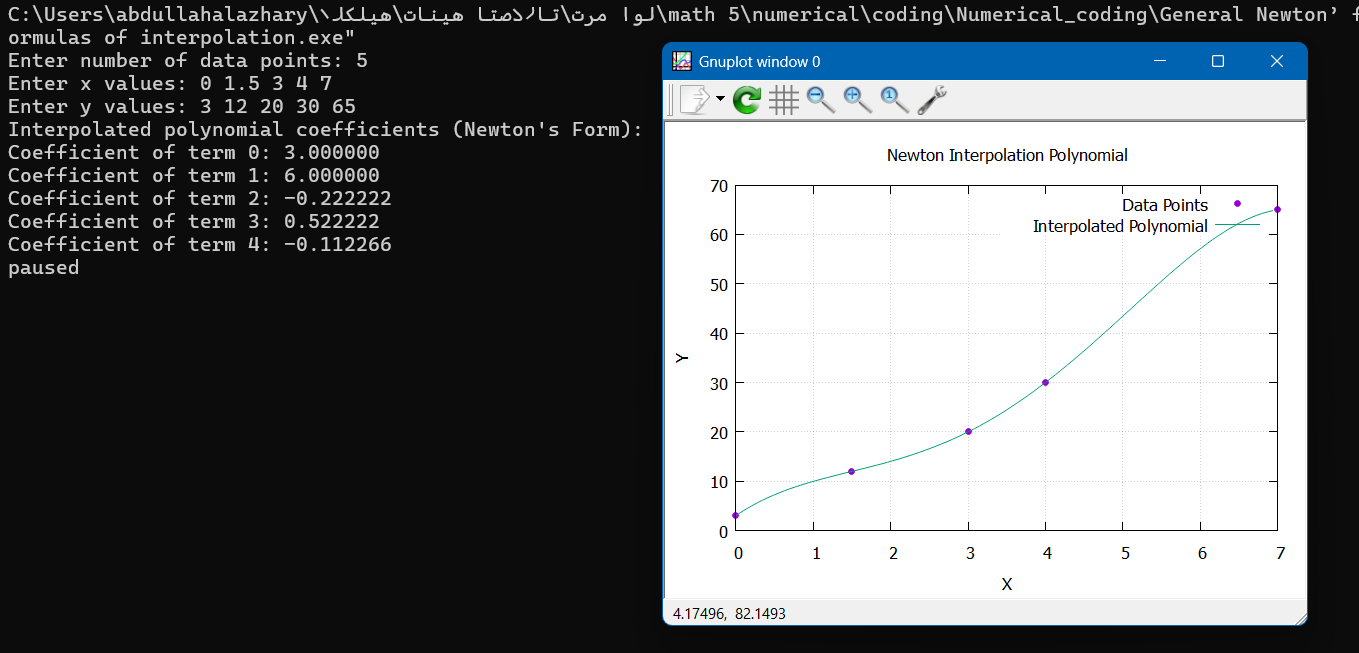 C:\Users\abdullahalazhary\هيلكلا\هينات تاراصتا\لوا مرت\math 5\numerical\coding\Numerical_coding\General Newton’ f
ormulas of interpolation.exe"
Enter number of data points: 5
Enter x values: 0 1.5 3 4 7
Enter y values: 3 12 20 30 65
Interpolated polynomial coefficients (Newton's Form):
Coefficient of term 0: 3.000000
Coefficient of term 1: 6.000000
Coefficient of term 2: -0.222222
Coefficient of term 3: 0.522222
Coefficient of term 4: -0.112266
paused
Gnuplot window 0
Newton Interpolation Polynomial
Data Points
Interpolated Polynomial
70
60
50
40
30
20
10
0
Y
0 1 2 3 4 5 6 7
X
4.17496, 82.1493